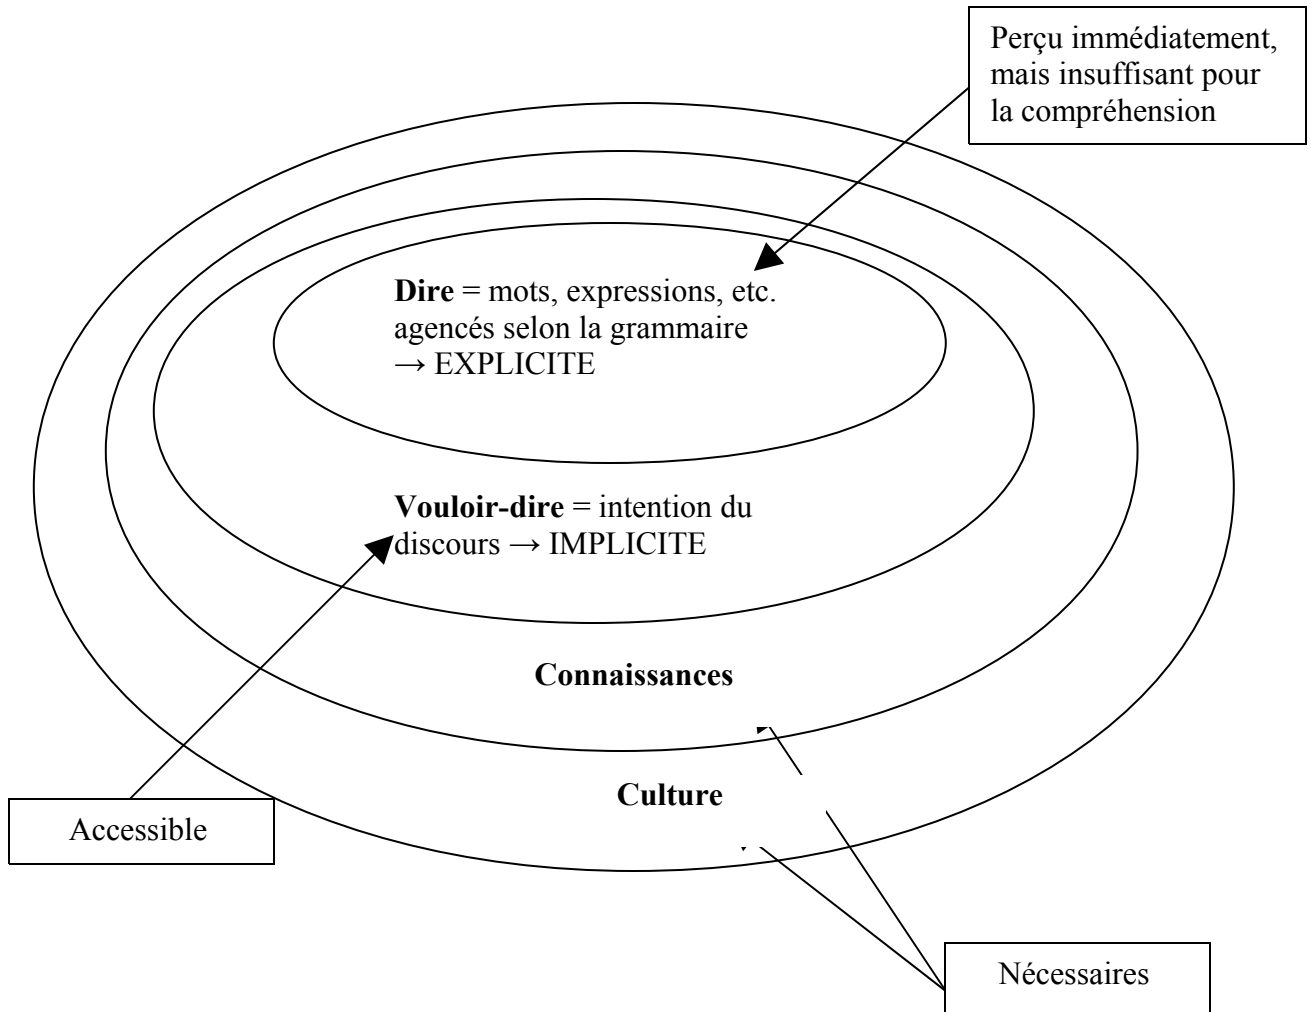 Perçu immédiatement,
mais insuffisant pour
la compréhension
Dire = mots, expressions, etc.
agencés selon la grammaire
→ EXPLICITE
Vouloir-dire = intention du
discours → IMPLICITE
Connaissances
Culture
Accessible
Nécessaires